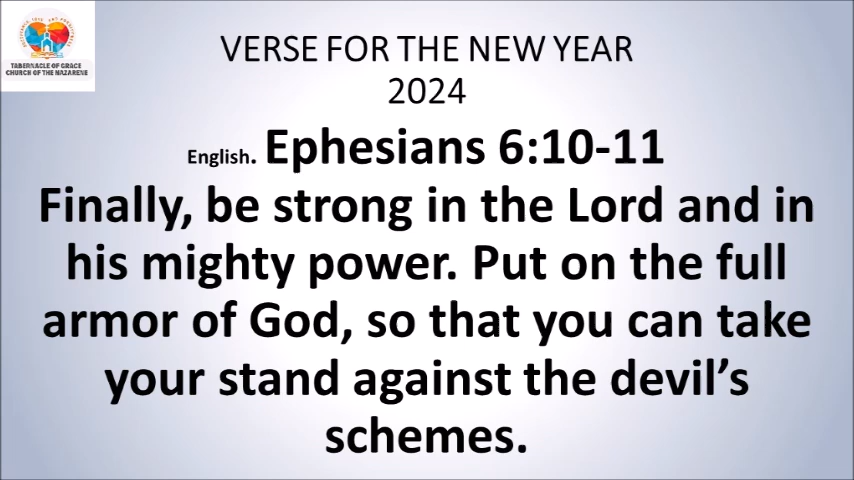 TABERNACLE OF GRACE
CHURCH OF THE NAZARENE
VERSE FOR THE NEW YEAR
2024
English. Ephesians 6:10-11
Finally, be strong in the Lord and in
his mighty power. Put on the full
armor of God, so that you can take
your stand against the devil’s
schemes.